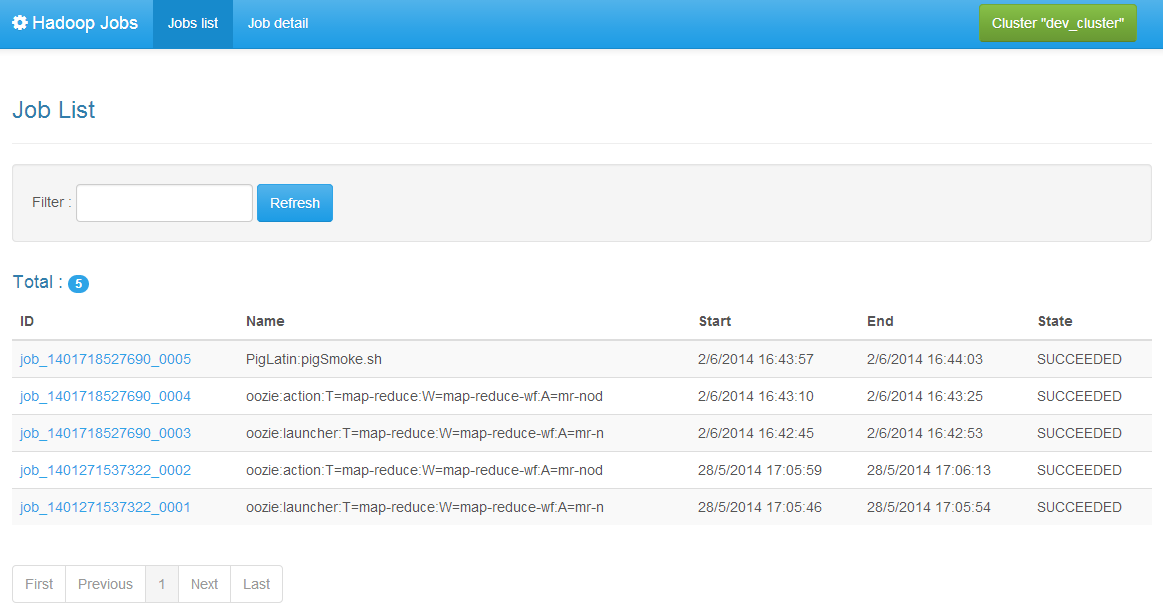 Hadoop Jobs Jobs list Job detail Cluster "dev_cluster"
Job List
Filter : Refresh
Total : 5
ID Name Start End State
job_1401718527690_0005 PigLatin:pigSmoke.sh 2/6/2014 16:43:57 2/6/2014 16:44:03 SUCCEEDED
job_1401718527690_0004 oozie:action:T=map-reduce:W=map-reduce-wf:A=mr-nod 2/6/2014 16:43:10 2/6/2014 16:43:25 SUCCEEDED
job_1401718527690_0003 oozie:launcher:T=map-reduce:W=map-reduce-wf:A=mr-n 2/6/2014 16:42:45 2/6/2014 16:42:53 SUCCEEDED
job_1401271537322_0002 oozie:action:T=map-reduce:W=map-reduce-wf:A=mr-nod 28/5/2014 17:05:59 28/5/2014 17:06:13 SUCCEEDED
job_1401271537322_0001 oozie:launcher:T=map-reduce:W=map-reduce-wf:A=mr-n 28/5/2014 17:05:46 28/5/2014 17:05:54 SUCCEEDED
First Previous 1 Next Last